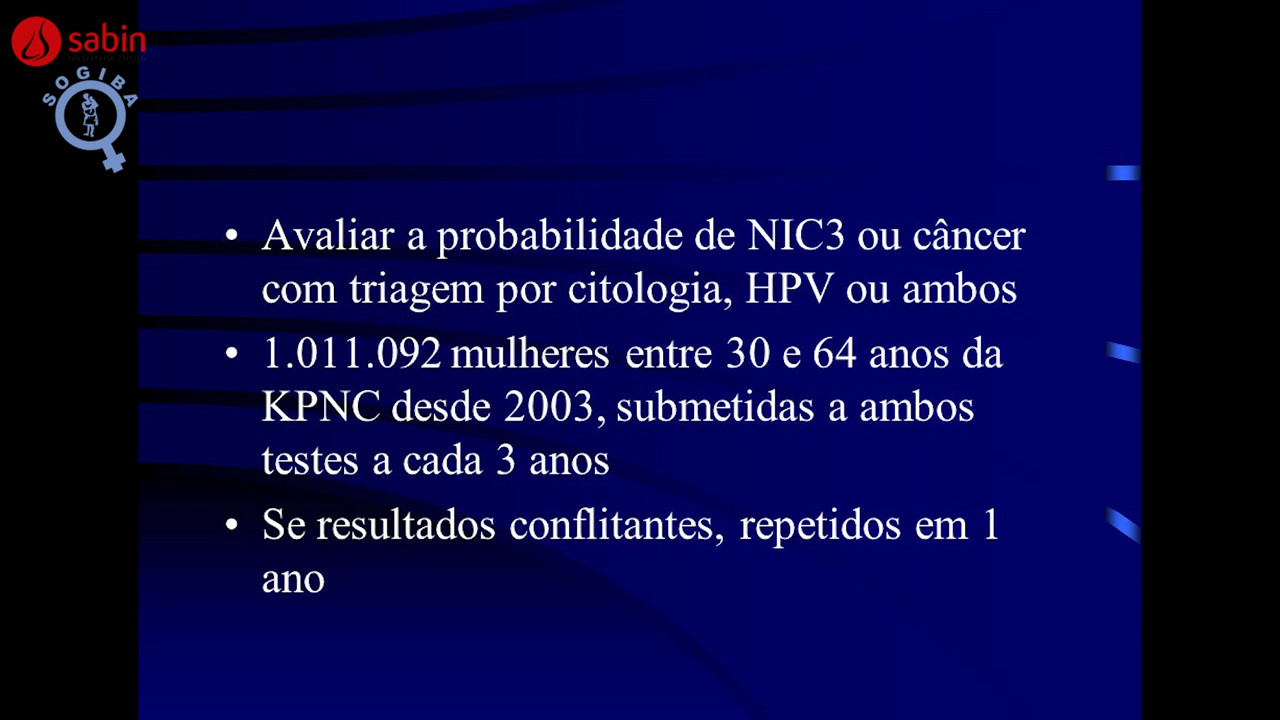 sabin
SOGIBA
• Avaliar a probabilidade de NIC3 ou câncer
com triagem por citologia, HPV ou ambos
• 1.011.092 mulheres entre 30 e 64 anos da
KPNC desde 2003, submetidas a ambos
testes a cada 3 anos
• Se resultados conflitantes, repetidos em 1
ano